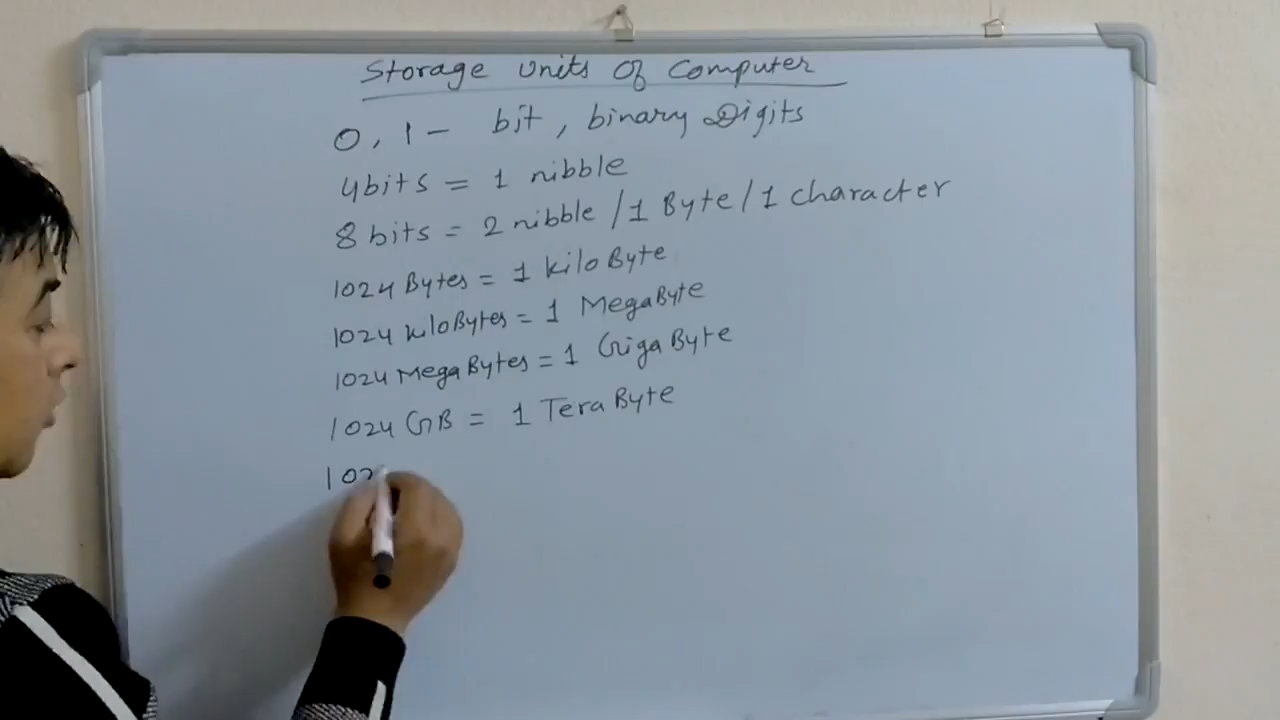 Storage Units Of Computer
0, 1 - bit, binary Digits
4bits = 1 nibble
8 bits = 2 nibble / 1 Byte / 1 character
1024 Bytes = 1 kiloByte
1024 kiloBytes = 1 MegaByte
1024 MegaBytes = 1 GigaByte
1024 GB = 1 TeraByte
102